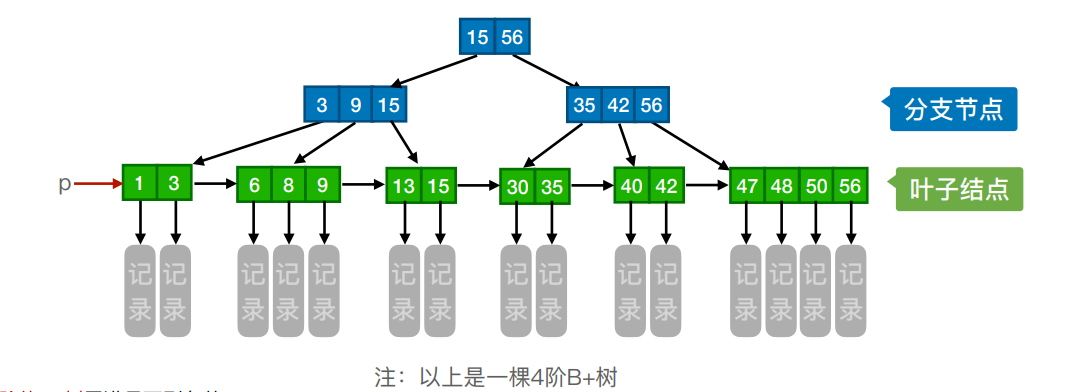 15 56
3 9 15
35 42 56
分支节点
p
1 3
6 8 9
13 15
30 35
40 42
47 48 50 56
叶子结点
记录 记录 记录 记录 记录 记录 记录 记录 记录 记录 记录 记录 记录 记录 记录
注：以上是一棵4阶B+树